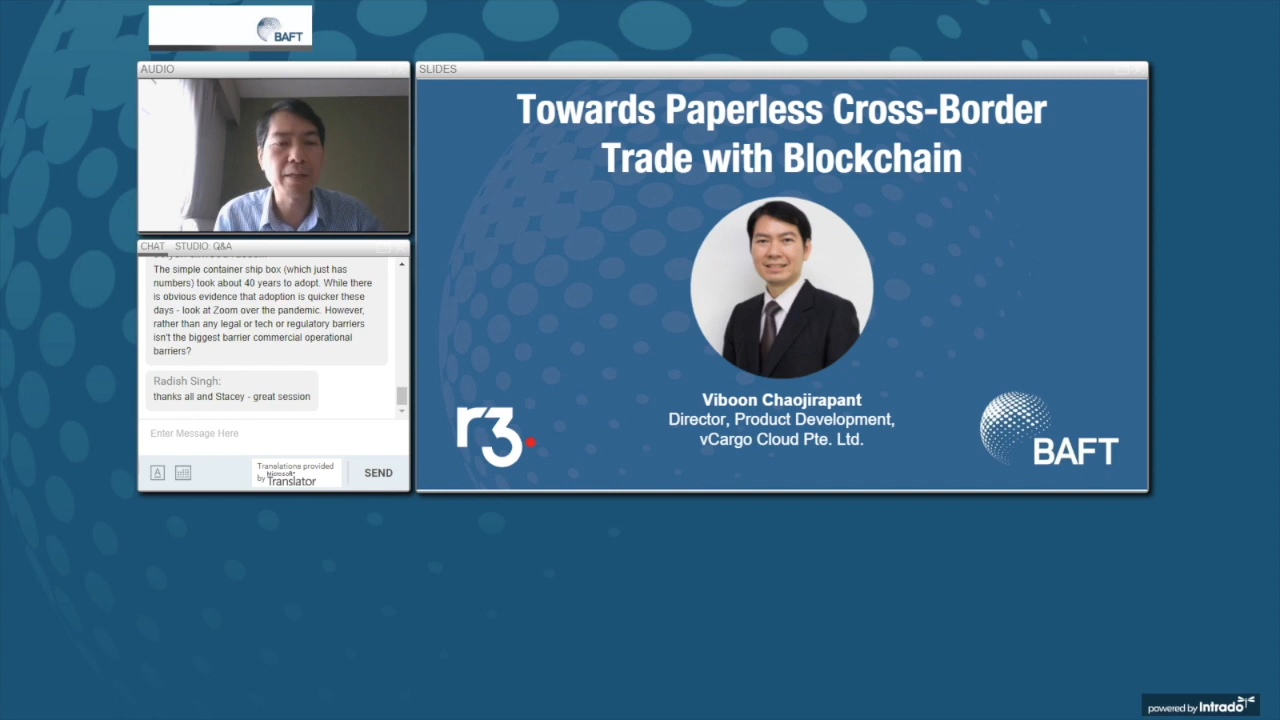 BAFT
AUDIO
SLIDES
Towards Paperless Cross-Border
Trade with Blockchain
Viboon Chaojirapant
Director, Product Development,
vCargo Cloud Pte. Ltd.
r3.
BAFT
CHAT STUDIO: Q&A
The simple container ship box (which just has
numbers) took about 40 years to adopt. While there
is obvious evidence that adoption is quicker these
days - look at Zoom over the pandemic. However,
rather than any legal or tech or regulatory barriers
isn't the biggest barrier commercial operational
barriers?
Radish Singh:
thanks all and Stacey - great session
Enter Message Here
A
Translations provided
by Microsoft®
Translator
SEND
powered by Intrado